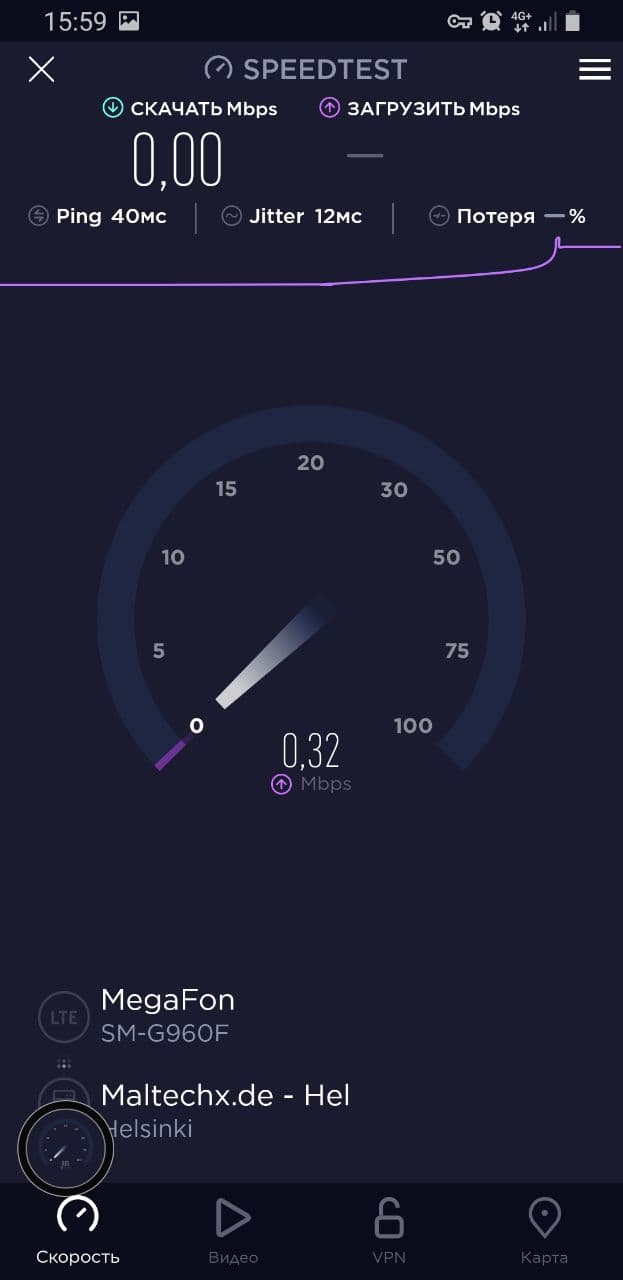 15:59 4G+
SPEEDTEST
СКАЧАТЬ Mbps ЗАГРУЗИТЬ Mbps
0,00 —
Ping 40мс Jitter 12мс Потеря — %
20
15 30
10 50
5 75
0 100
0,32
Mbps
LTE MegaFon
SM-G960F
Maltechx.de - Hel
Helsinki
Скорость Видео VPN Карта